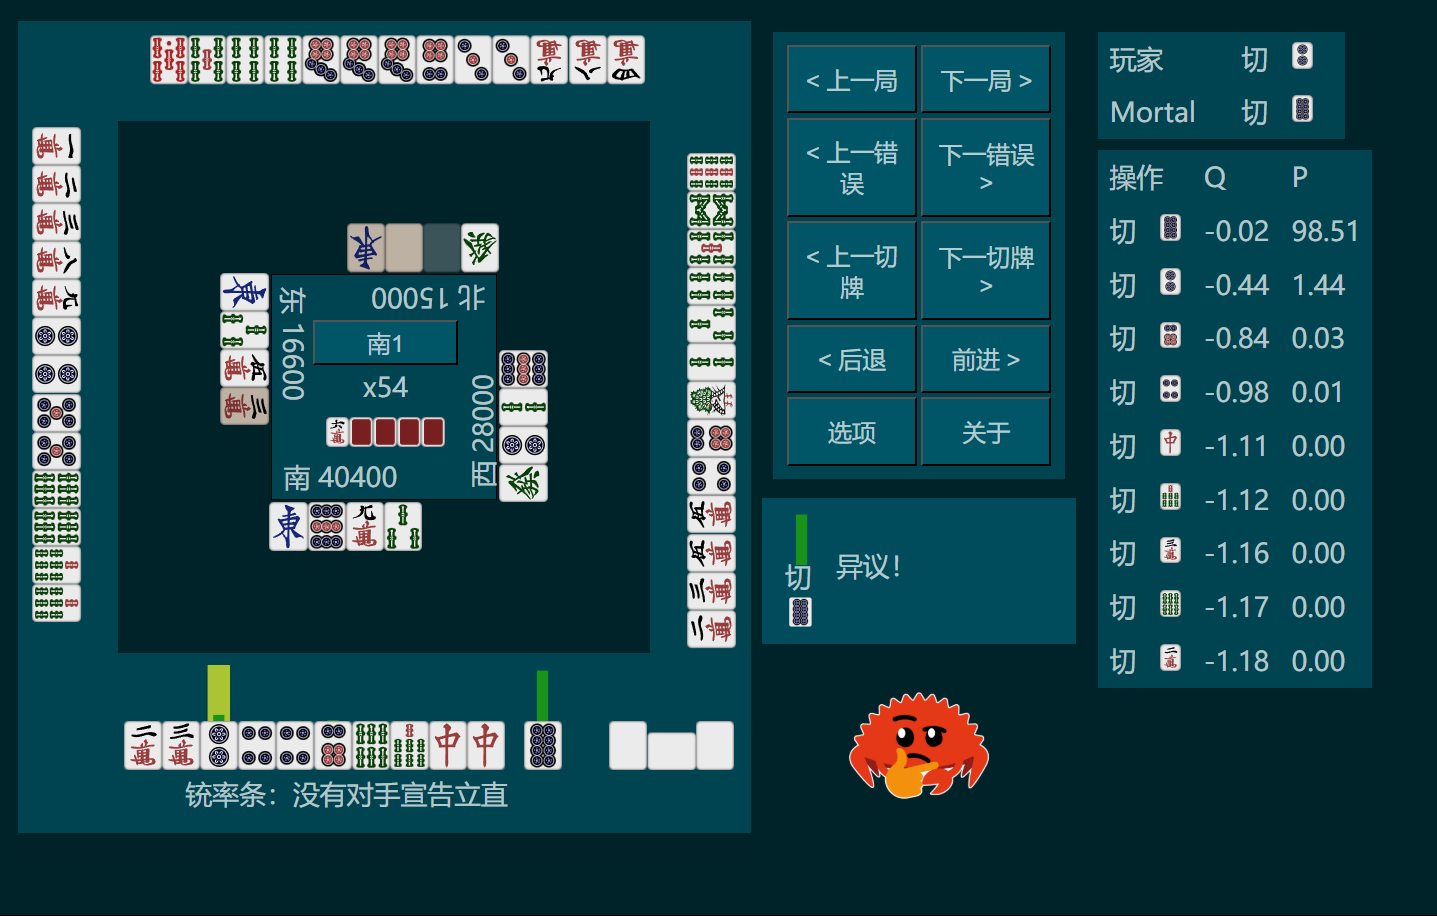 北 15000
东 16600
南1
x54
西 28000
南 40400
铳率条：没有对手宣告立直
< 上一局
下一局 >
< 上一错误
下一错误 >
< 上一切牌
下一切牌 >
< 后退
前进 >
选项
关于
切
异议！
玩家 切
Mortal 切
操作 Q P
切 -0.02 98.51
切 -0.44 1.44
切 -0.84 0.03
切 -0.98 0.01
切 中 -1.11 0.00
切 -1.12 0.00
切 三萬 -1.16 0.00
切 -1.17 0.00
切 二萬 -1.18 0.00